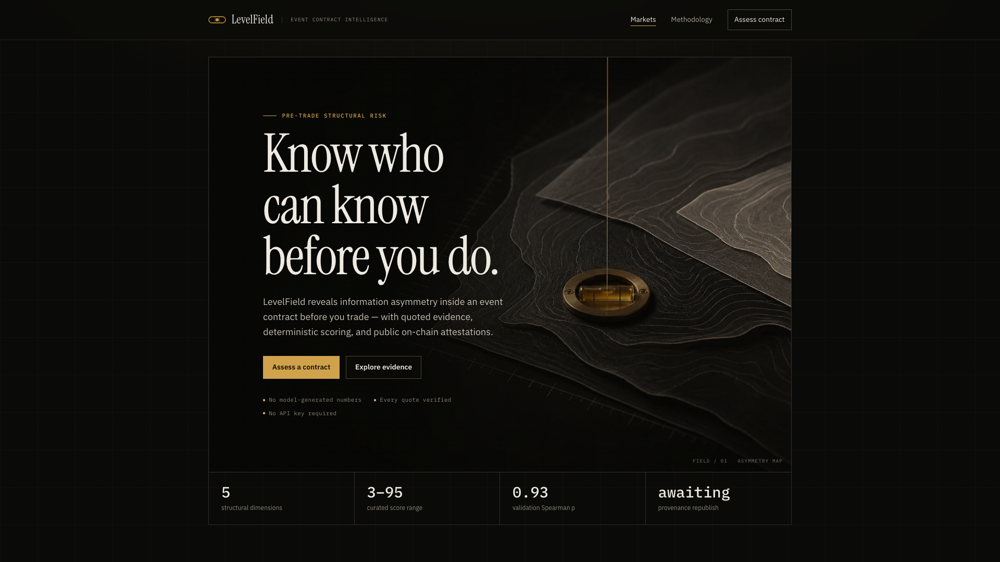 LevelField
EVENT CONTRACT INTELLIGENCE
Markets
Methodology
Assess contract
PRE-TRADE STRUCTURAL RISK
Know who
can know
before you do.
LevelField reveals information asymmetry inside an event
contract before you trade — with quoted evidence,
deterministic scoring, and public on-chain attestations.
Assess a contract
Explore evidence
No model-generated numbers
Every quote verified
No API key required
FIELD / 01 ASYMMETRY MAP
5
structural dimensions
3–95
curated score range
0.93
validation Spearman ρ
awaiting
provenance republish